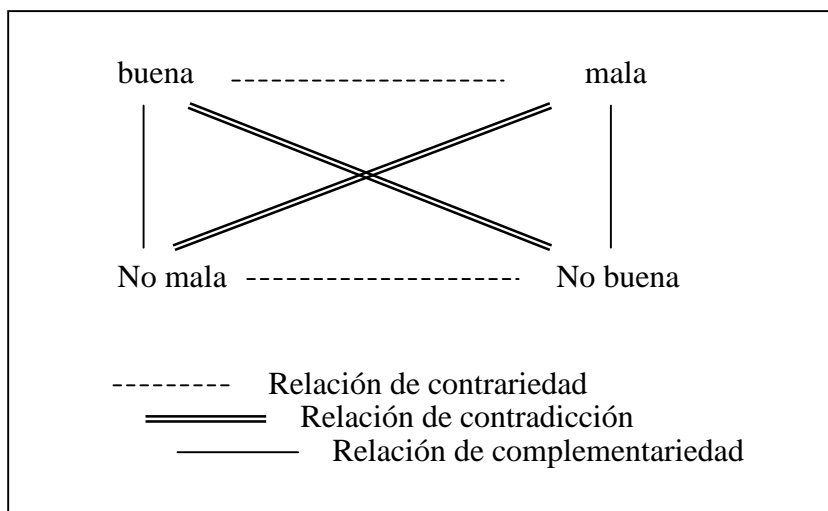 buena mala
No mala No buena
Relación de contrariedad
Relación de contradicción
Relación de complementariedad